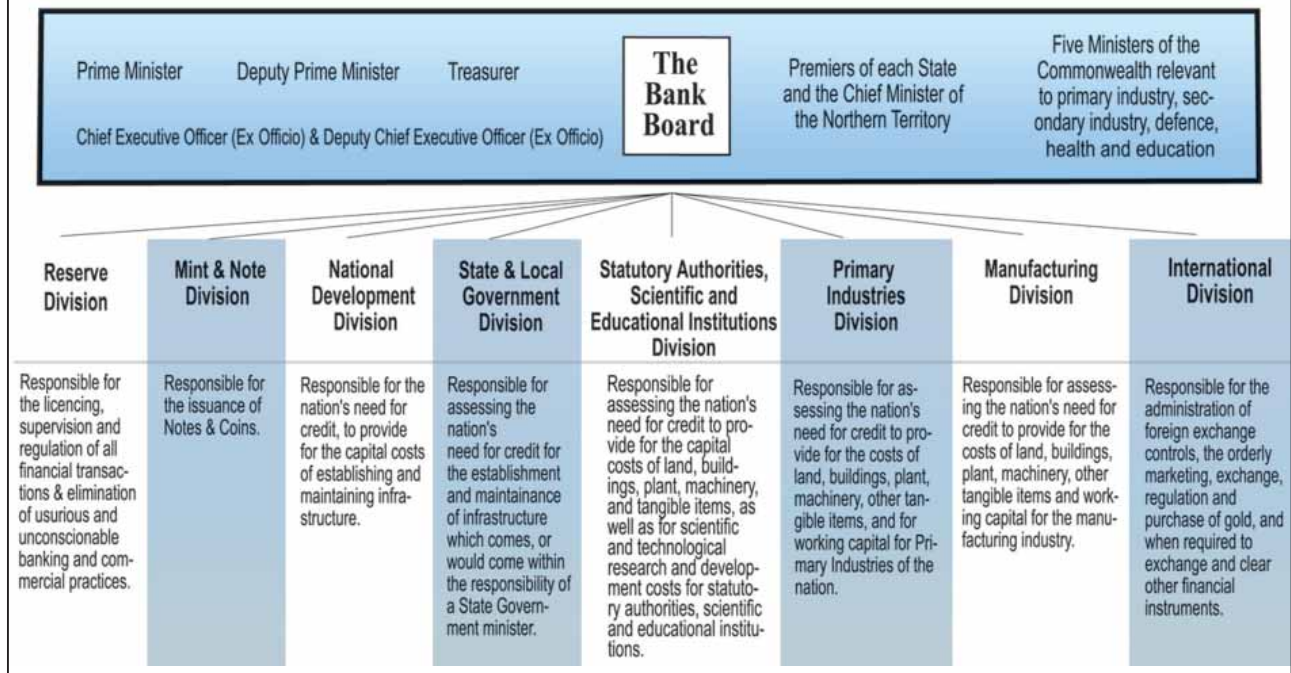 Prime Minister
Deputy Prime Minister
Treasurer
Chief Executive Officer (Ex Officio) & Deputy Chief Executive Officer (Ex Officio)
The
Bank
Board
Premiers of each State
and the Chief Minister of
the Northern Territory
Five Ministers of the
Commonwealth relevant
to primary industry, sec-
ondary industry, defence,
health and education
Reserve
Division
Responsible for
the licencing,
supervision and
regulation of all
financial transac-
tions & elimination
of usurious and
unconscionable
banking and com-
mercial practices.
Mint & Note
Division
Responsible for
the issuance of
Notes & Coins.
National
Development
Division
Responsible for the
nation's need for
credit, to provide
for the capital costs
of establishing and
maintaining infra-
structure.
State & Local
Government
Division
Responsible for
assessing the
nation's
need for credit for
the establishment
and maintainance
of infrastructure
which comes, or
would come within
the responsibility of
a State Govern-
ment minister.
Statutory Authorities,
Scientific and
Educational Institutions
Division
Responsible for
assessing the nation's
need for credit to pro-
vide for the capital
costs of land, build-
ings, plant, machinery,
and tangible items, as
well as for scientific
and technological
research and develop-
ment costs for statuto-
ry authorities, scientific
and educational institu-
tions.
Primary
Industries
Division
Responsible for as-
sessing the nation's
need for credit to pro-
vide for the costs of
land, buildings, plant,
machinery, other tan-
gible items, and for
working capital for Pri-
mary Industries of the
nation.
Manufacturing
Division
Responsible for assess-
ing the nation's need for
credit to provide for the
costs of land, buildings,
plant, machinery, other
tangible items and work-
ing capital for the manu-
facturing industry.
International
Division
Responsible for the
administration of
foreign exchange
controls, the orderly
marketing, exchange,
regulation and
purchase of gold, and
when required to
exchange and clear
other financial
instruments.